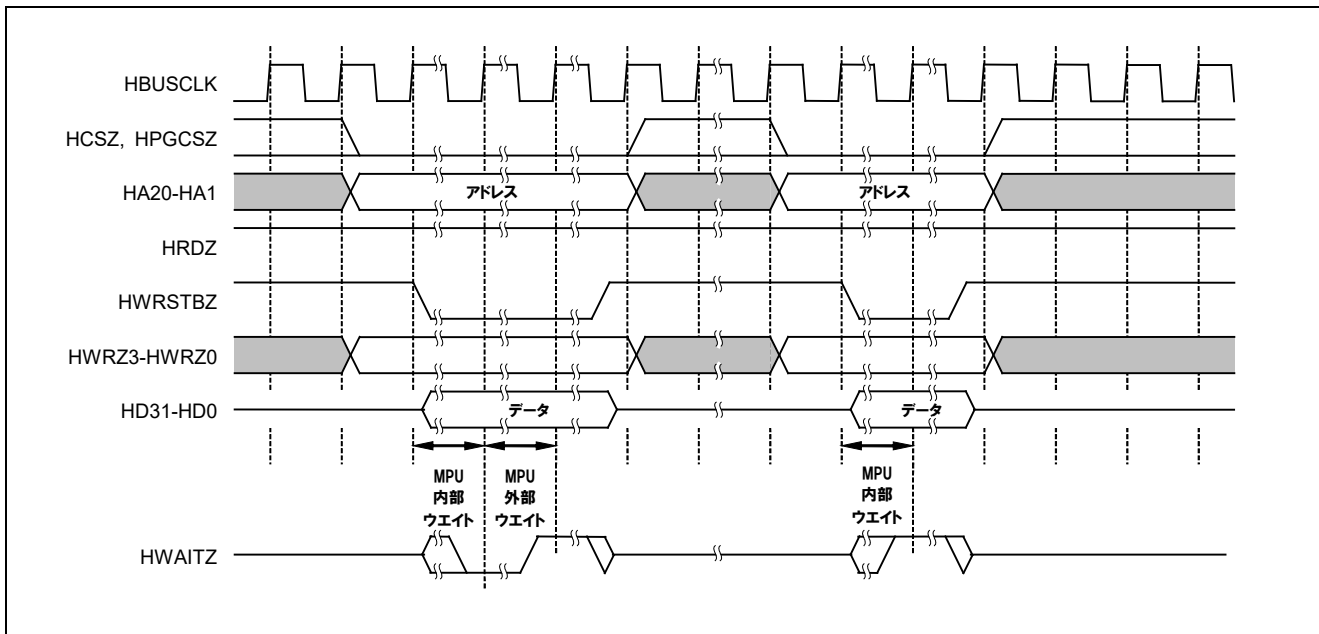 HBUSCLK
HCSZ, HPGCSZ
HA20-HA1
アドレス
アドレス
HRDZ
HWRSTBZ
HWRZ3-HWRZ0
HD31-HD0
データ
データ
MPU
内部
ウエイト
MPU
外部
ウエイト
MPU
内部
ウエイト
HWAITZ